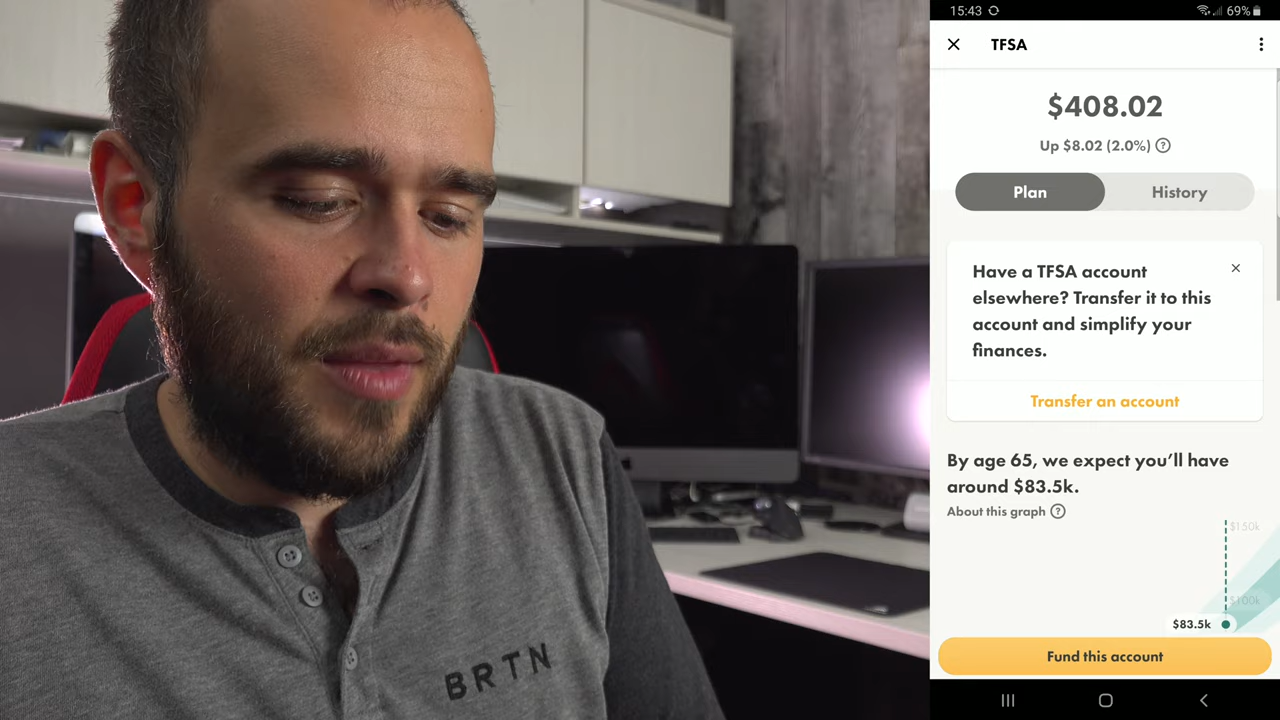 15:43
69%
TFSA
$408.02
Up $8.02 (2.0%) ?
Plan
History
Have a TFSA account
elsewhere? Transfer it to this
account and simplify your
finances.
Transfer an account
By age 65, we expect you'll have
around $83.5k.
About this graph ?
$150k
$100k
$83.5k
Fund this account
BRTN